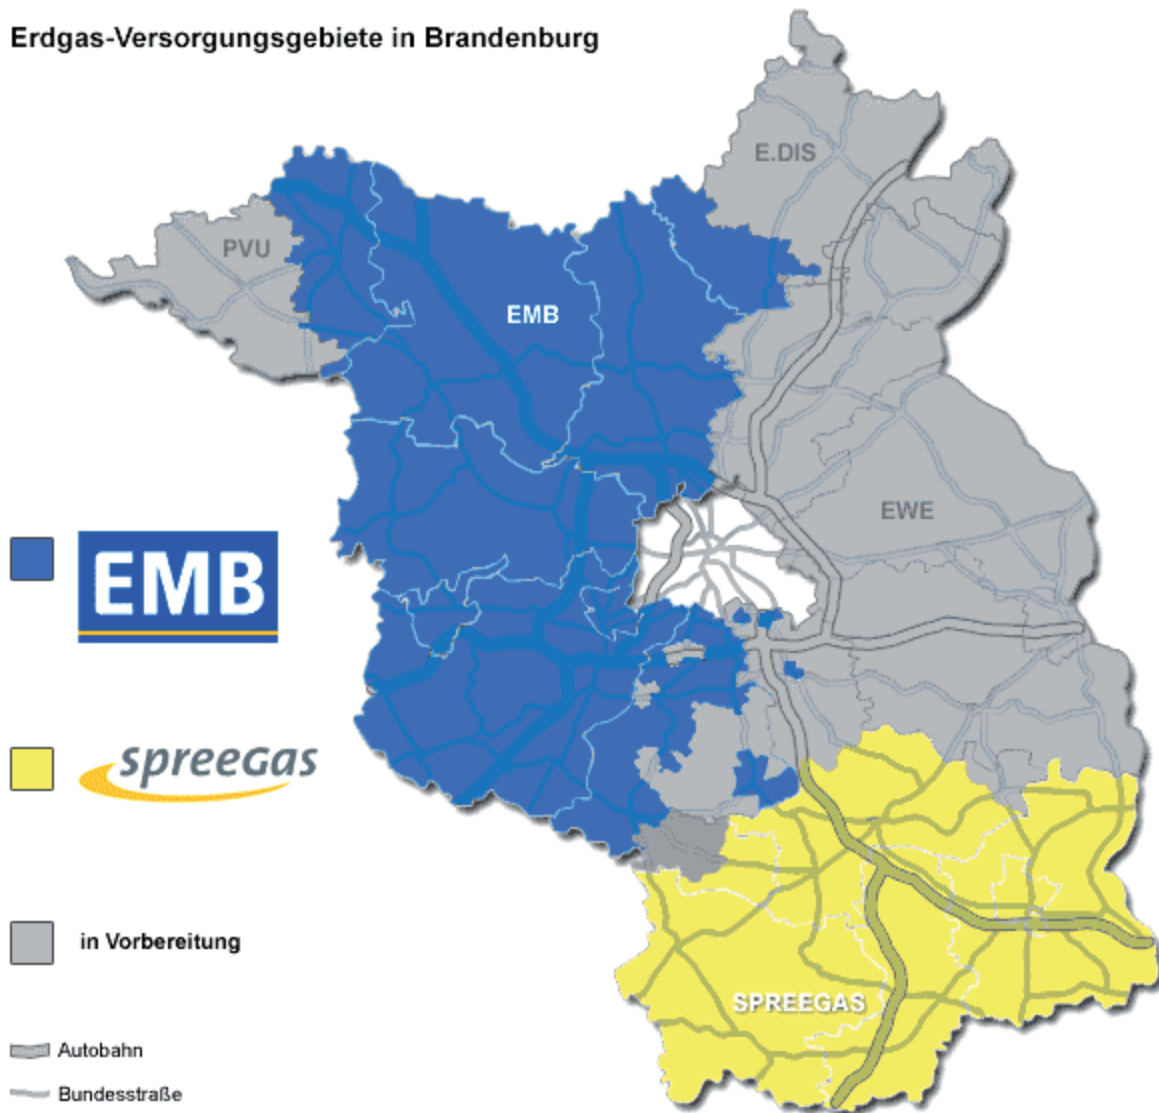 Erdgas-Versorgungsgebiete in Brandenburg
E.DIS
PVU
EMB
EWE
EMB
spreeGas
in Vorbereitung
SPREEGAS
Autobahn
Bundesstraße